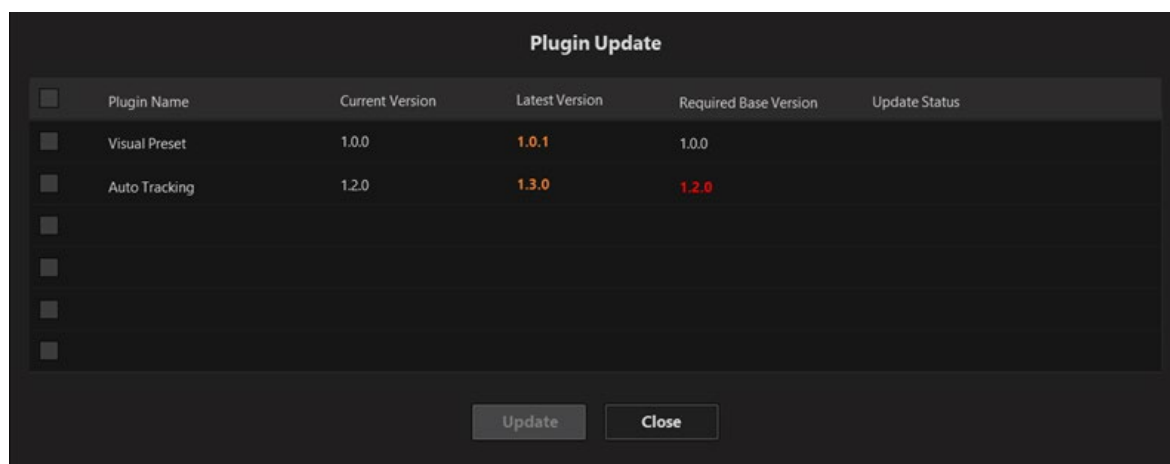 Plugin Update
Plugin Name Current Version Latest Version Required Base Version Update Status
Visual Preset 1.0.0 1.0.1 1.0.0
Auto Tracking 1.2.0 1.3.0 1.2.0
Update Close